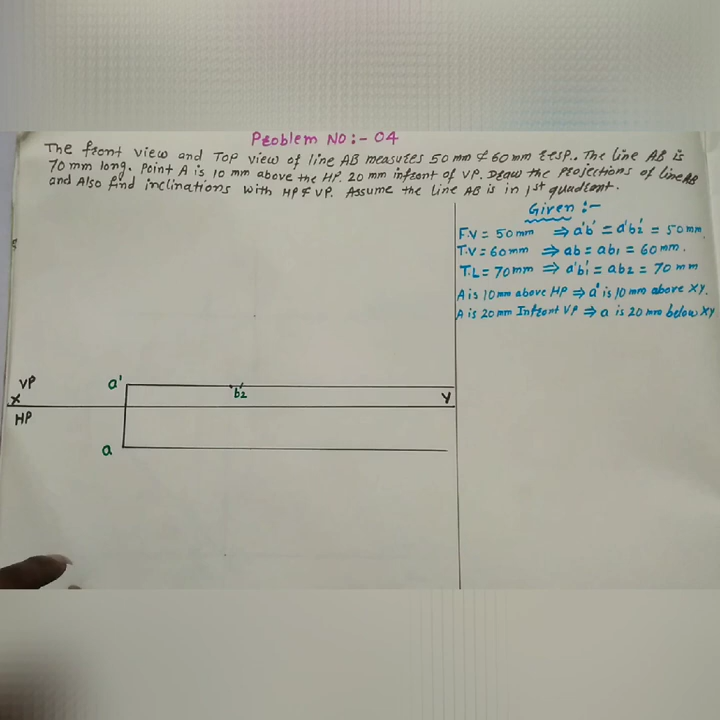 Problem NO:- 04
The front view and Top view of line AB measures 50 mm & 60 mm resp.. The line AB is
70 mm long. Point A is 10 mm above the HP. 20 mm infront of VP. Draw the Projections of line AB
and Also find inclinations with HP & VP. Assume the line AB is in 1st quadrant.
Given :-
F.V = 50 mm ⇒ a'b' = a'b2' = 50 mm.
T.V = 60 mm ⇒ ab = ab1 = 60 mm.
T.L = 70 mm ⇒ a'b1' = ab2 = 70 mm
A is 10 mm above HP ⇒ a' is 10 mm above XY.
A is 20 mm Infront VP ⇒ a is 20 mm below XY
VP a' b2'
X Y
HP
a